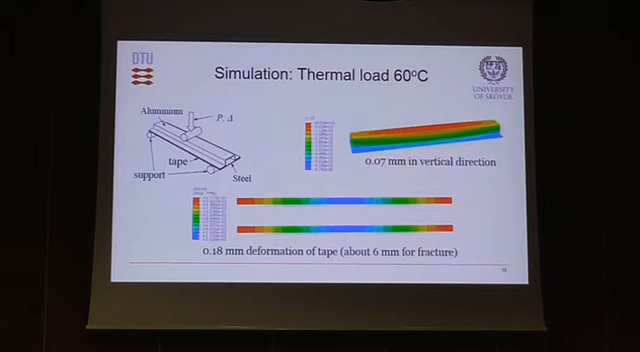 DTU
Simulation: Thermal load 60°C
UNIVERSITY
OF SKÖVDE
Aluminium
P, Δ
tape
support
Steel
0.07 mm in vertical direction
0.18 mm deformation of tape (about 6 mm for fracture)